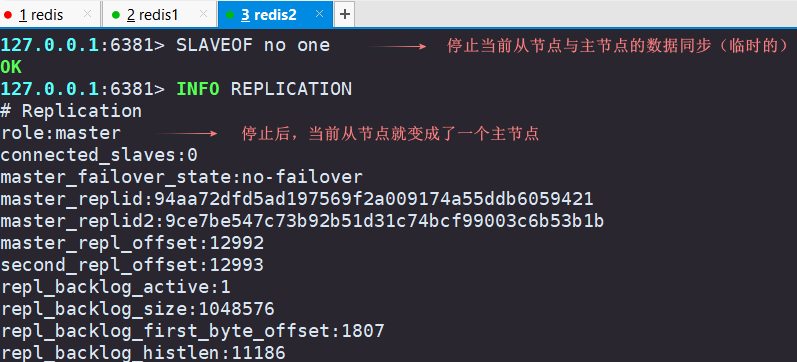 1 redis × 2 redis1 × 3 redis2 × +
127.0.0.1:6381> SLAVEOF no one 停止当前从节点与主节点的数据同步（临时的）
OK
127.0.0.1:6381> INFO REPLICATION
# Replication
role:master 停止后，当前从节点就变成了一个主节点
connected_slaves:0
master_failover_state:no-failover
master_replid:94aa72dfd5ad197569f2a009174a55ddb6059421
master_replid2:9ce7be547c73b92b51d31c74bcf99003c6b53b1b
master_repl_offset:12992
second_repl_offset:12993
repl_backlog_active:1
repl_backlog_size:1048576
repl_backlog_first_byte_offset:1807
repl_backlog_histlen:11186